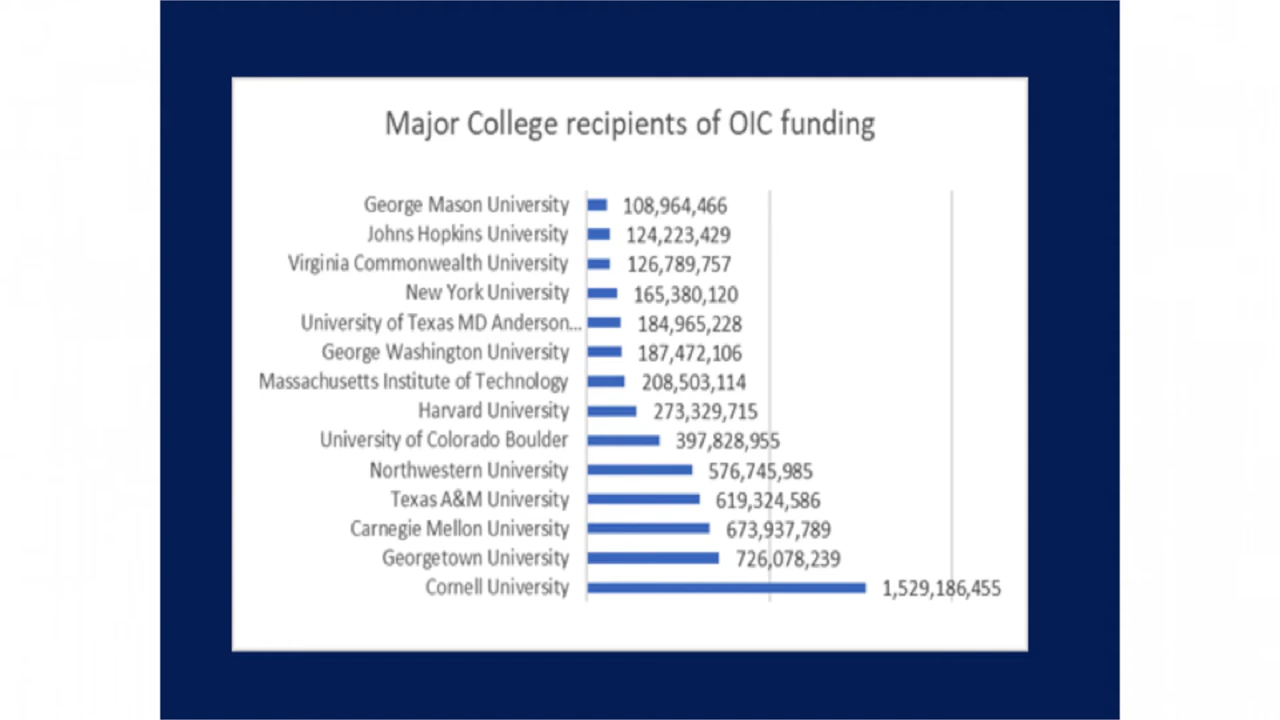 Major College recipients of OIC funding
George Mason University 108,964,466
Johns Hopkins University 124,223,429
Virginia Commonwealth University 126,789,757
New York University 165,380,120
University of Texas MD Anderson... 184,965,228
George Washington University 187,472,106
Massachusetts Institute of Technology 208,503,114
Harvard University 273,329,715
University of Colorado Boulder 397,828,955
Northwestern University 576,745,985
Texas A&M University 619,324,586
Carnegie Mellon University 673,937,789
Georgetown University 726,078,239
Cornell University 1,529,186,455